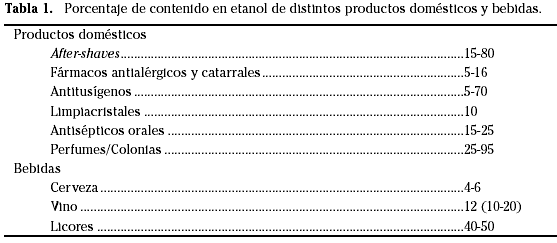 Tabla 1. Porcentaje de contenido en etanol de distintos productos domésticos y bebidas.
Productos domésticos
After-shaves........................................................................................15-80
Fármacos antialérgicos y catarrales....................................................5-16
Antitusígenos.....................................................................................5-70
Limpiacristales ..................................................................................10
Antisépticos orales ............................................................................15-25
Perfumes/Colonias ............................................................................25-95
Bebidas
Cerveza .............................................................................................4-6
Vino ..................................................................................................12 (10-20)
Licores ..............................................................................................40-50